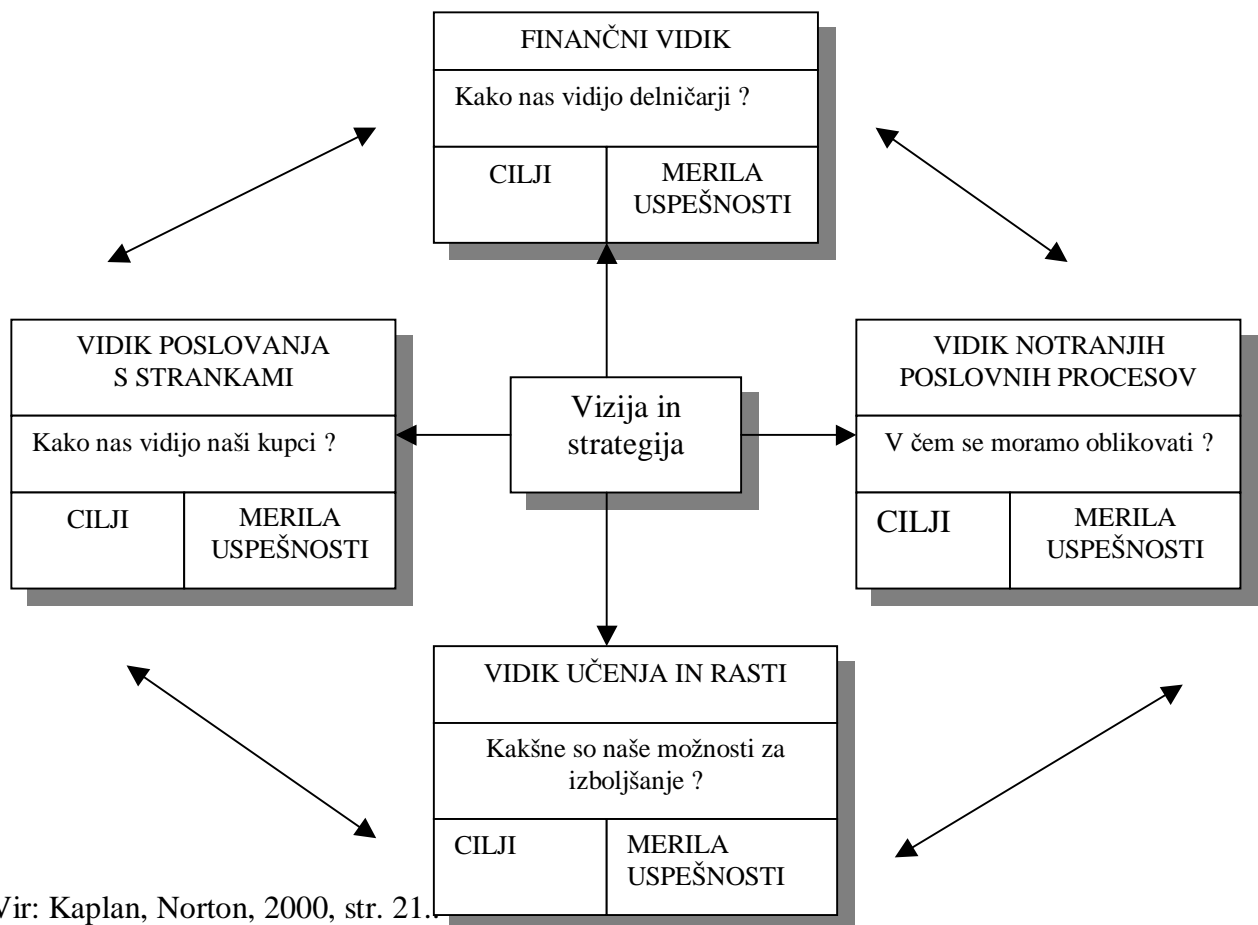 FINANČNI VIDIK
Kako nas vidijo delničarji ?
CILJI
MERILA
USPEŠNOSTI
VIDIK POSLOVANJA
S STRANKAMI
Kako nas vidijo naši kupci ?
CILJI
MERILA
USPEŠNOSTI
Vizija in
strategija
VIDIK NOTRANJIH
POSLOVNIH PROCESOV
V čem se moramo oblikovati ?
CILJI
MERILA
USPEŠNOSTI
VIDIK UČENJA IN RASTI
Kakšne so naše možnosti za
izboljšanje ?
CILJI
MERILA
USPEŠNOSTI
Vir: Kaplan, Norton, 2000, str. 21..